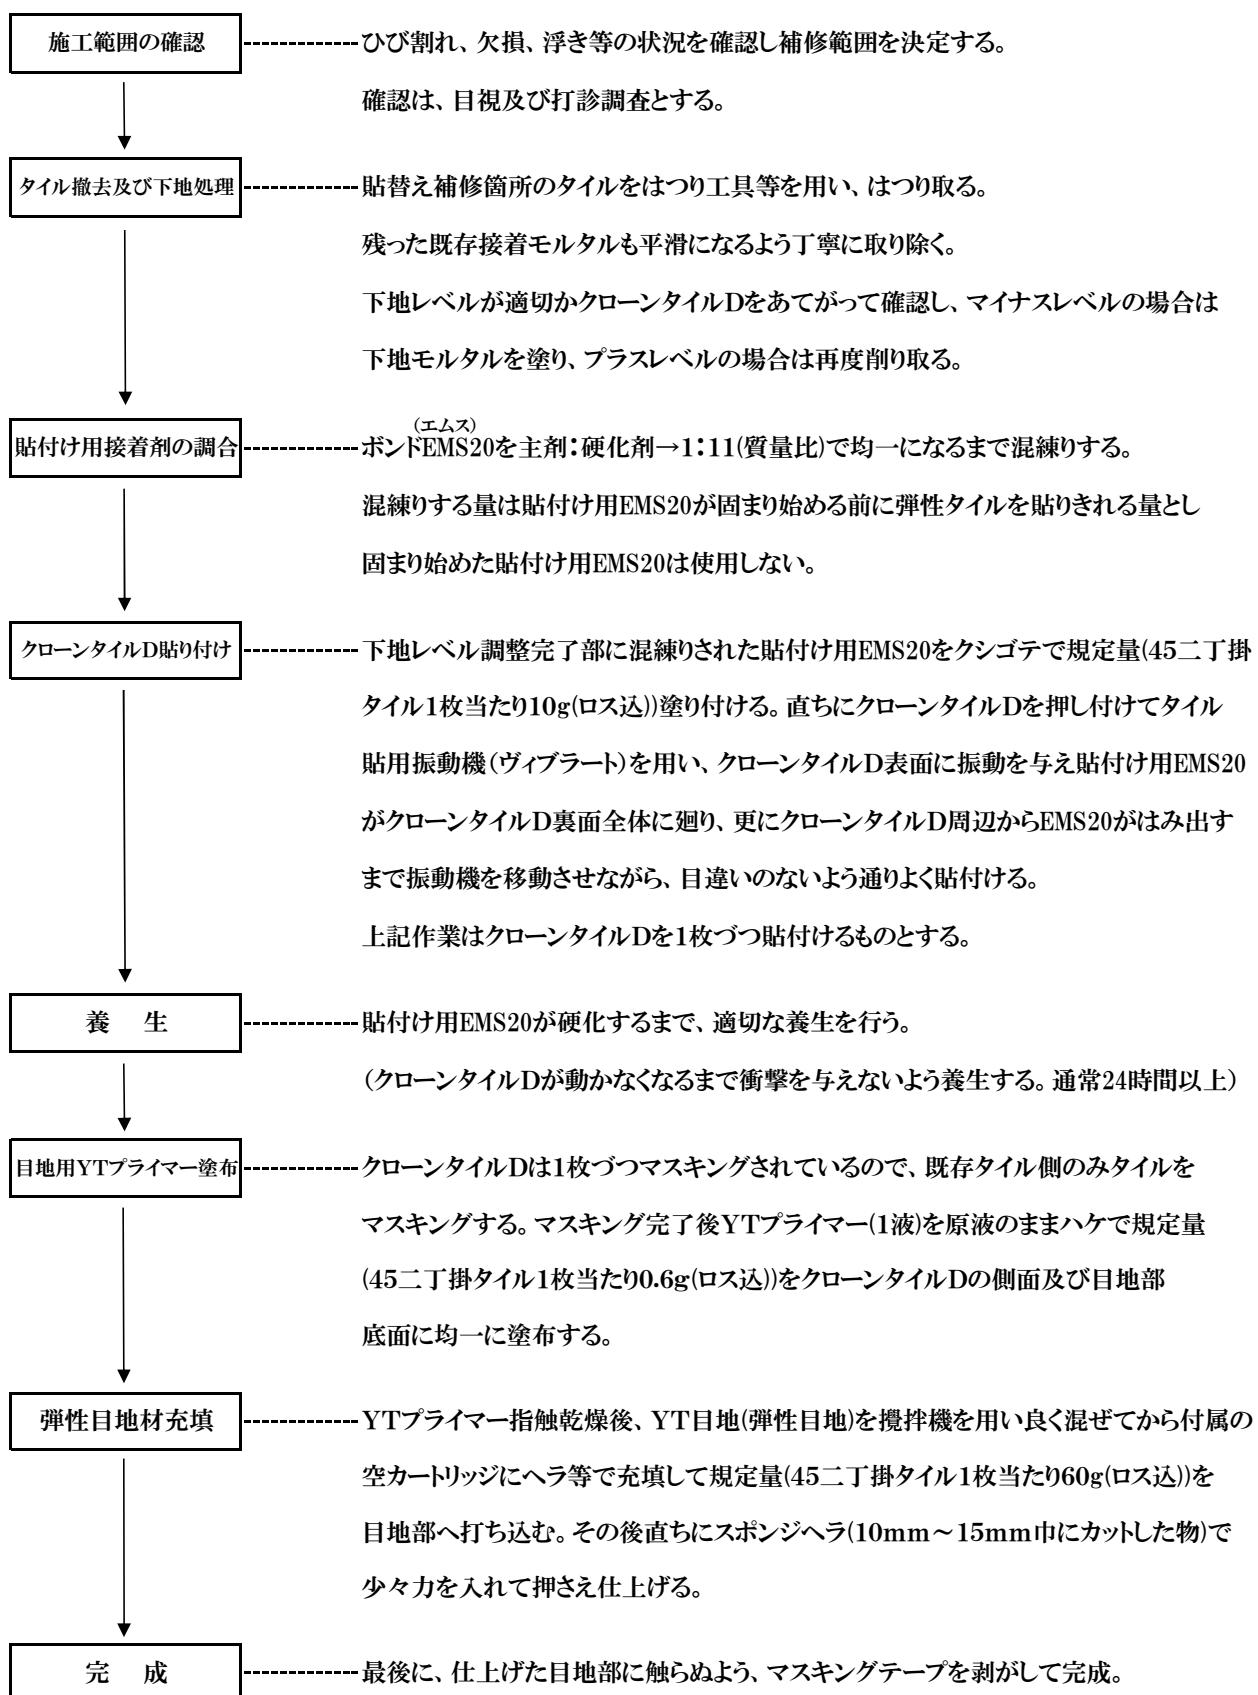 施工範囲の確認
ひび割れ、欠損、浮き等の状況を確認し補修範囲を決定する。
確認は、目視及び打診調査とする。
タイル撤去及び下地処理
貼替え補修箇所のタイルをはつり工具等を用い、はつり取る。
残った既存接着モルタルも平滑になるよう丁寧に取り除く。
下地レベルが適切かクローンタイルDをあてがって確認し、マイナスレベルの場合は
下地モルタルを塗り、プラスレベルの場合は再度削り取る。
貼付け用接着剤の調合
(エムス)
ボンドEMS20を主剤：硬化剤→1：11(質量比)で均一になるまで混練りする。
混練りする量は貼付け用EMS20が固まり始める前に弾性タイルを貼りきれる量とし
固まり始めた貼付け用EMS20は使用しない。
クローンタイルD貼り付け
下地レベル調整完了部に混練りされた貼付け用EMS20をクシゴテで規定量(45二丁掛
タイル1枚当たり10g(ロス込))塗り付ける。直ちにクローンタイルDを押し付けてタイル
貼用振動機（ヴィブラート）を用い、クローンタイルD表面に振動を与え貼付け用EMS20
がクローンタイルD裏面全体に廻り、更にクローンタイルD周辺からEMS20がはみ出す
まで振動機を移動させながら、目違いのないよう通りよく貼付ける。
上記作業はクローンタイルDを1枚づつ貼付けるものとする。
養　生
貼付け用EMS20が硬化するまで、適切な養生を行う。
（クローンタイルDが動かなくなるまで衝撃を与えないよう養生する。通常24時間以上）
目地用YTプライマー塗布
クローンタイルDは1枚づつマスキングされているので、既存タイル側のみタイルを
マスキングする。マスキング完了後YTプライマー(1液)を原液のままハケで規定量
(45二丁掛タイル1枚当たり0.6g(ロス込))をクローンタイルDの側面及び目地部
底面に均一に塗布する。
弾性目地材充填
YTプライマー指触乾燥後、YT目地(弾性目地)を攪拌機を用い良く混ぜてから付属の
空カートリッジにヘラ等で充填して規定量(45二丁掛タイル1枚当たり60g(ロス込))を
目地部へ打ち込む。その後直ちにスポンジヘラ(10mm～15mm巾にカットした物)で
少々力を入れて押さえ仕上げる。
完　成
最後に、仕上げた目地部に触らぬよう、マスキングテープを剥がして完成。